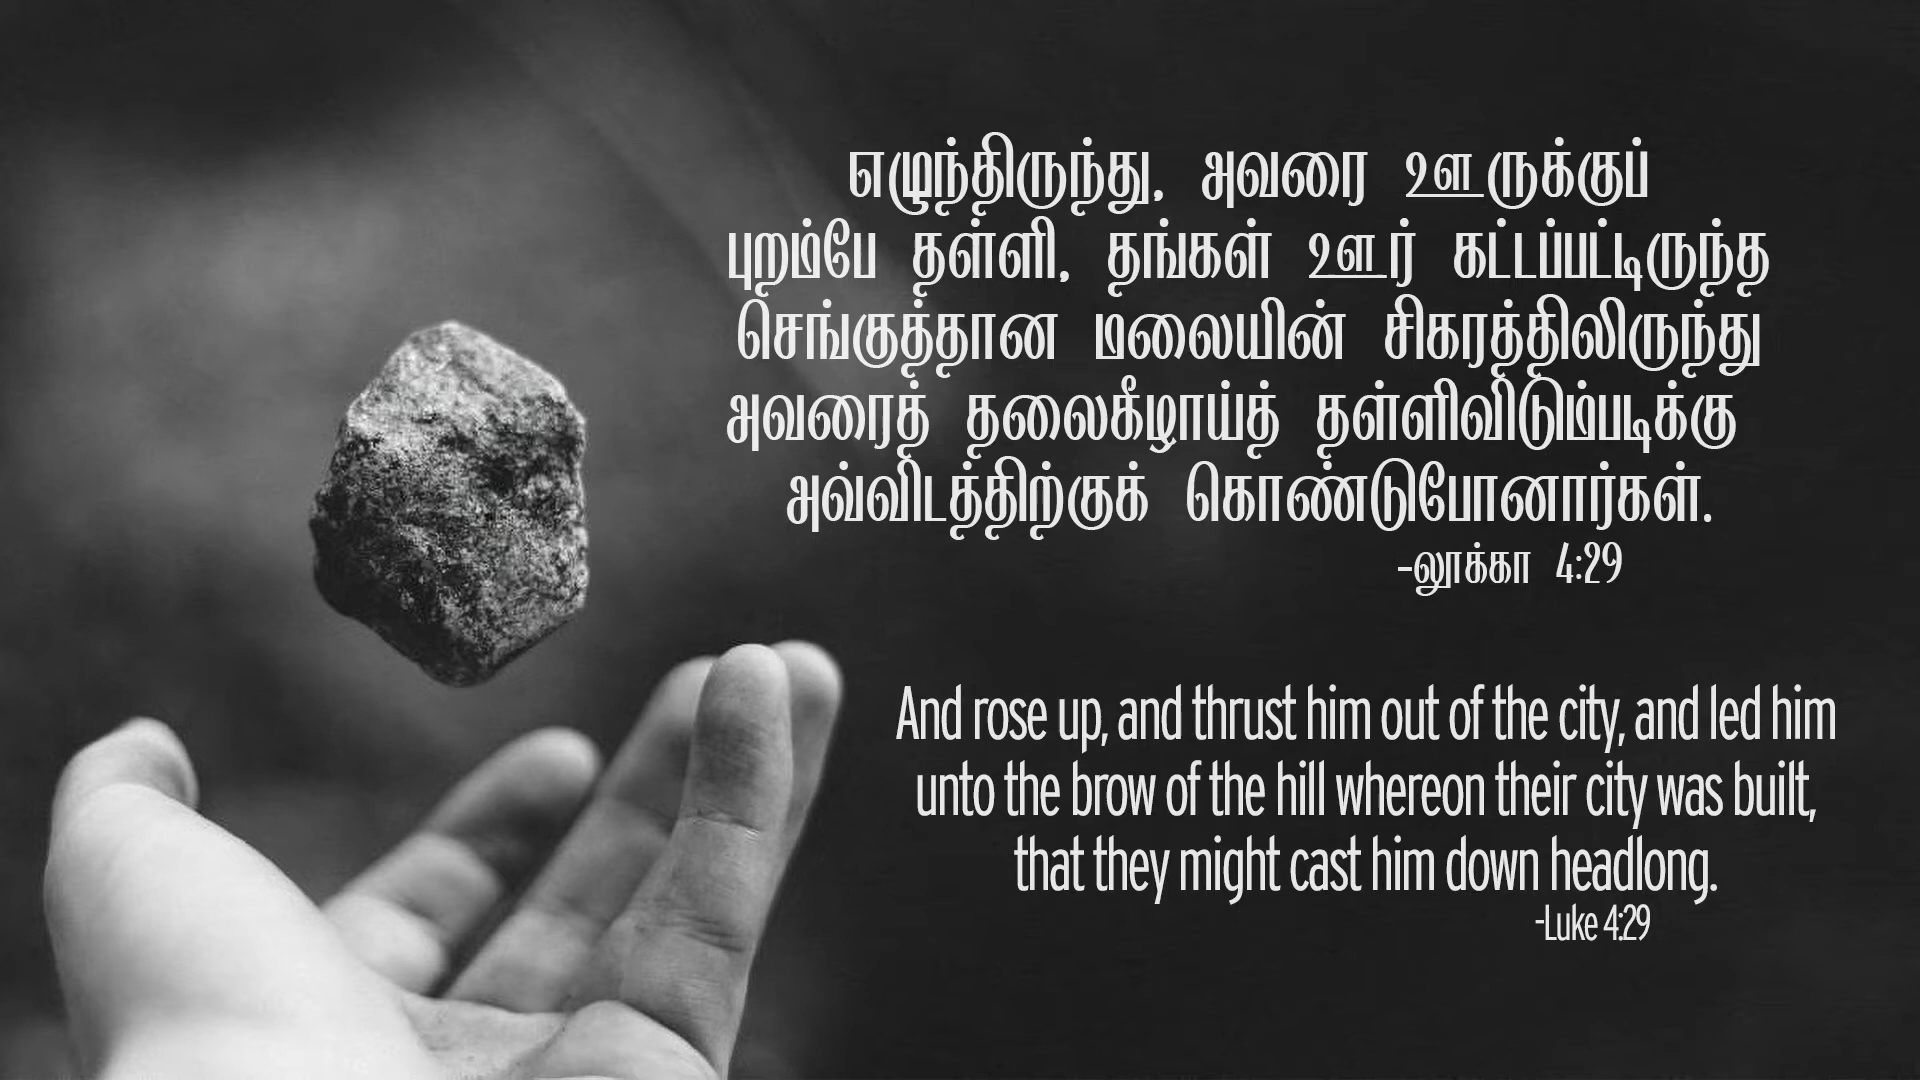 எழுந்திருந்து, அவரை ஊருக்குப்
புறம்பே தள்ளி, தங்கள் ஊர் கட்டப்பட்டிருந்த
செங்குத்தான மலையின் சிகரத்திலிருந்து
அவரைத் தலைகீழாய்த் தள்ளிவிடும்படிக்கு
அவ்விடத்திற்குக் கொண்டுபோனார்கள்.
-லூக்கா 4:29
And rose up, and thrust him out of the city, and led him
unto the brow of the hill whereon their city was built,
that they might cast him down headlong.
-Luke 4:29